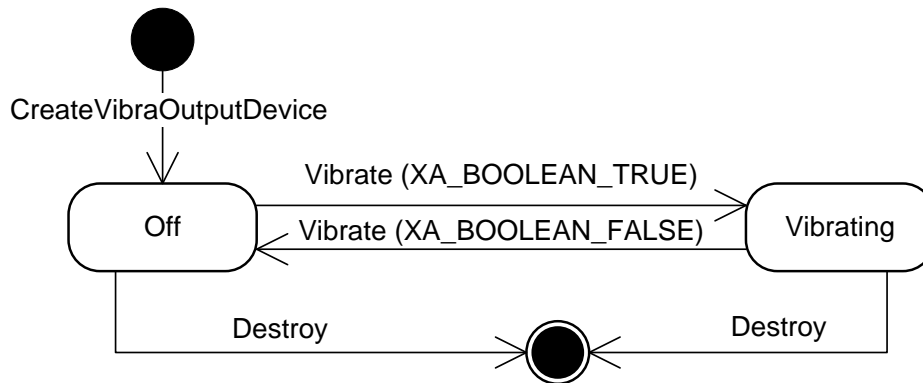 CreateVibraOutputDevice
Vibrate (XA_BOOLEAN_TRUE)
Off
Vibrate (XA_BOOLEAN_FALSE)
Vibrating
Destroy
Destroy